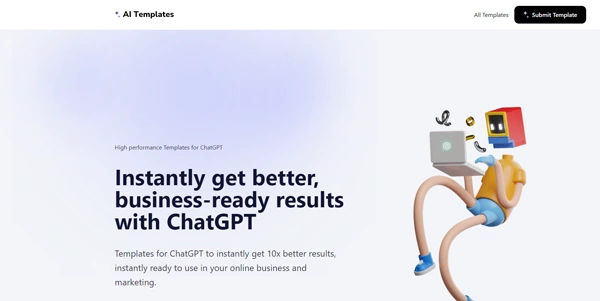 AI Templates
All Templates
Submit Template
High performance Templates for ChatGPT
Instantly get better,
business-ready results
with ChatGPT
Templates for ChatGPT to instantly get 10x better results,
instantly ready to use in your online business and
marketing.